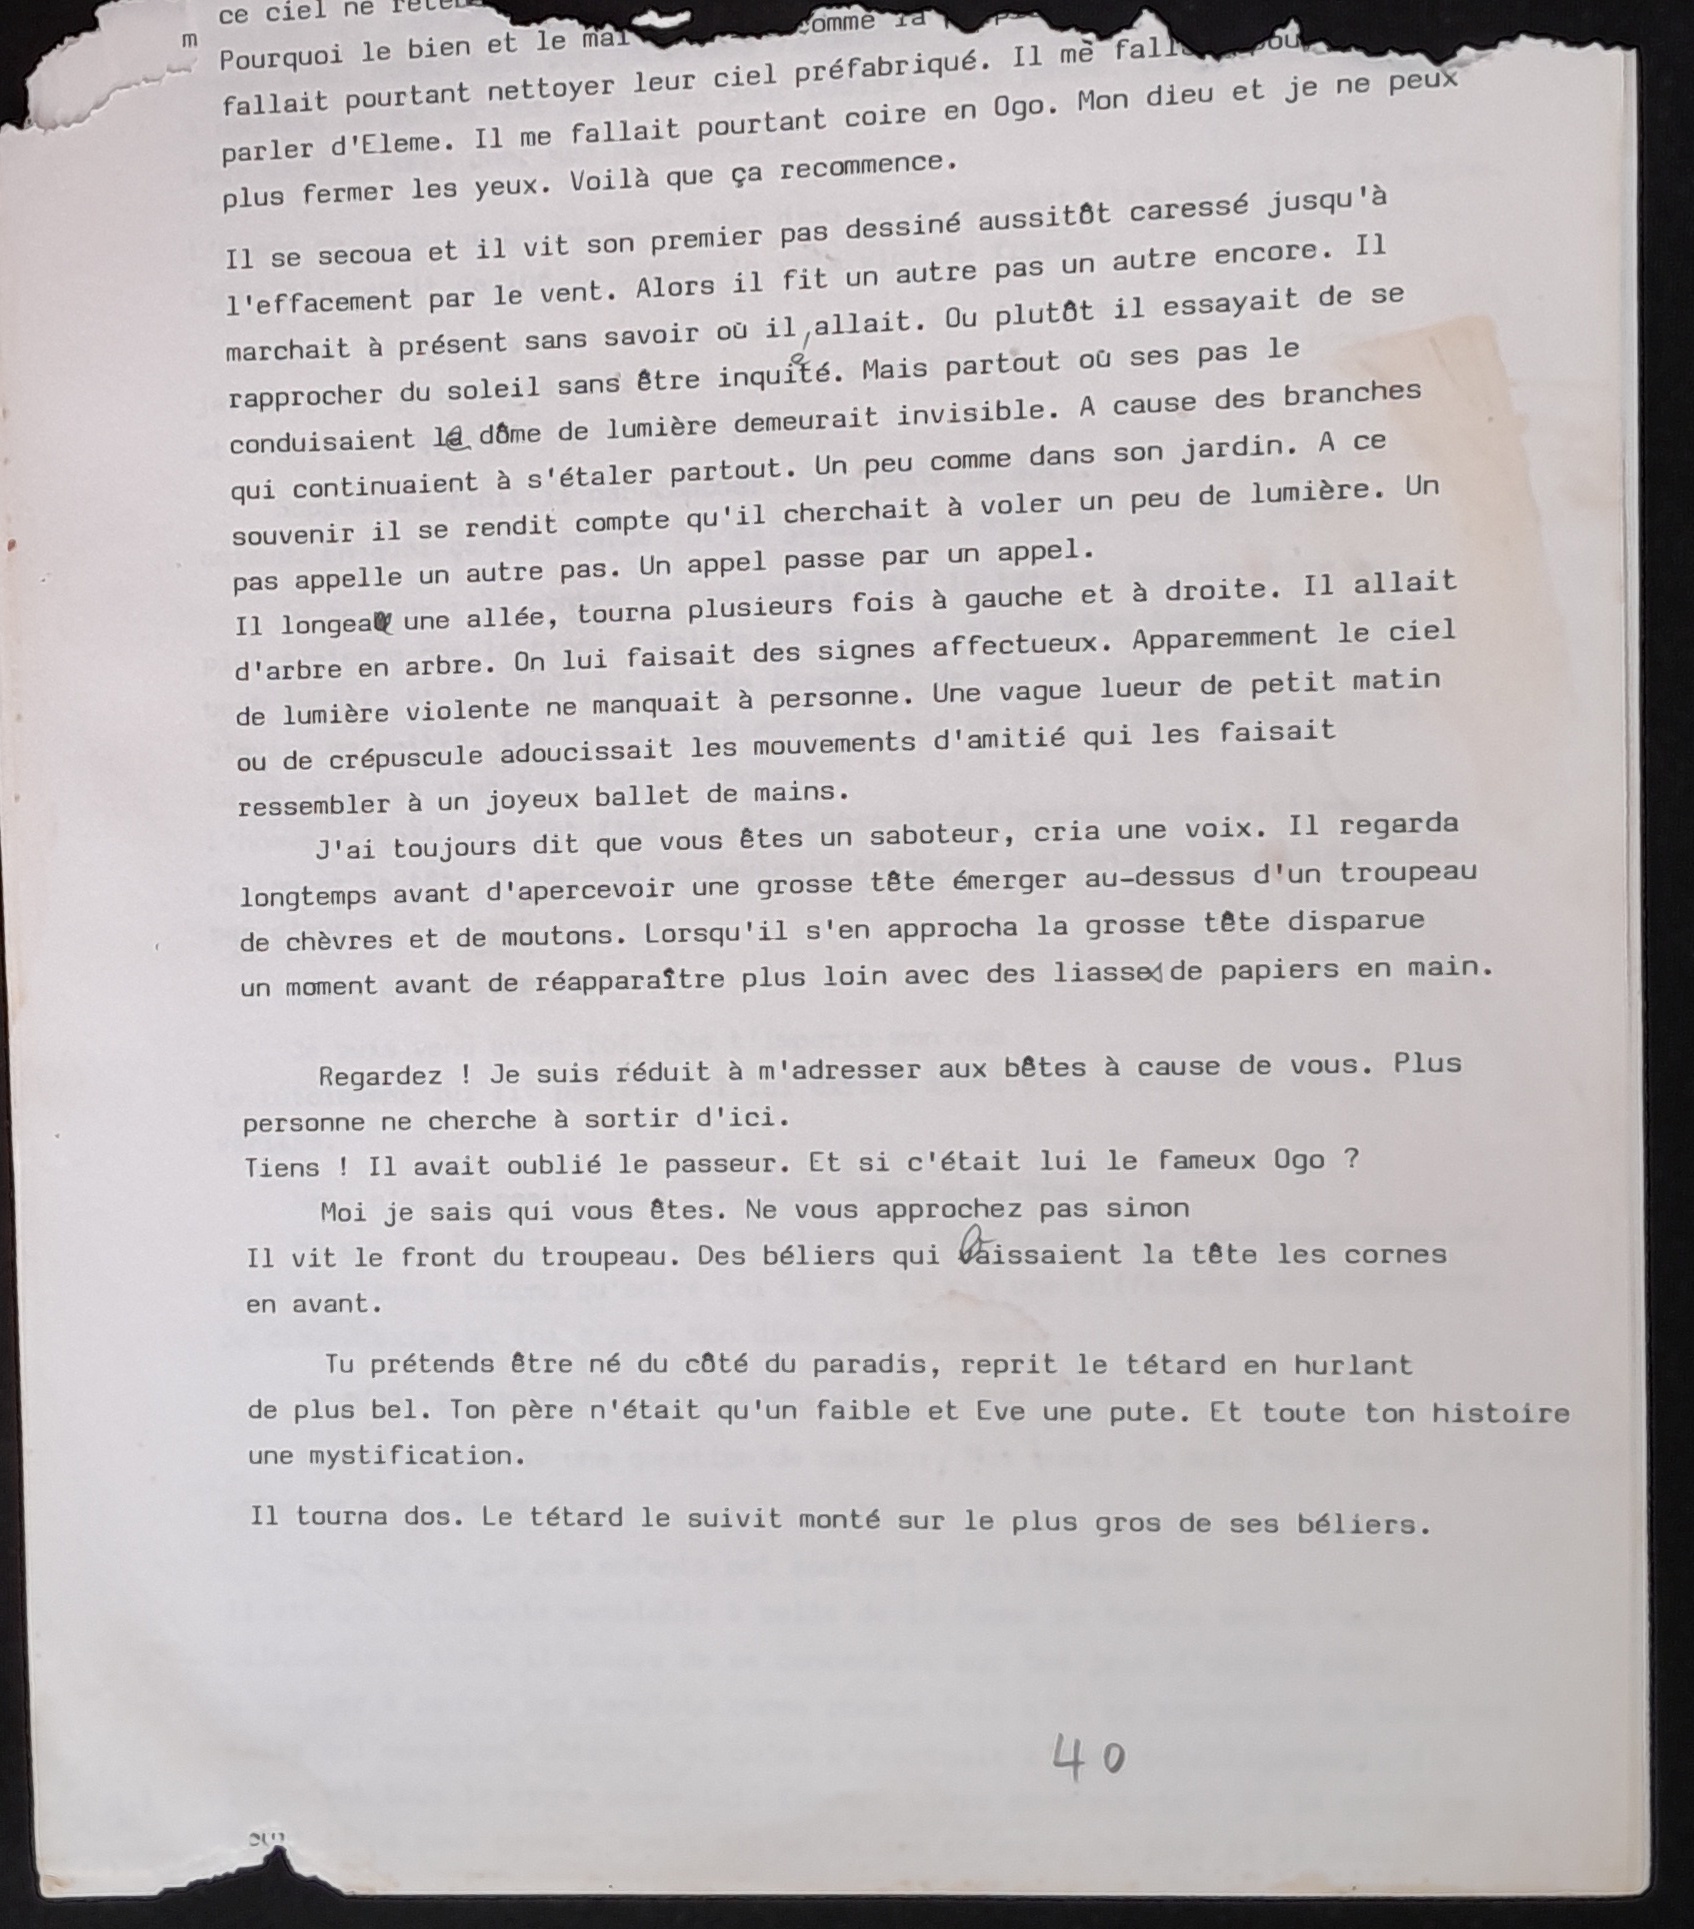 ce ciel ne
m
Pourquoi le bien et le mal comme la
fallait pourtant nettoyer leur ciel préfabriqué. Il me
parler d'Eleme. Il me fallait pourtant coire en Ogo. Mon dieu et je ne peux
plus fermer les yeux. Voilà que ça recommence.
Il se secoua et il vit son premier pas dessiné aussitôt caressé jusqu'à
l'effacement par le vent. Alors il fit un autre pas un autre encore. Il
marchait à présent sans savoir où il allait. Ou plutôt il essayait de se
rapprocher du soleil sans être inquiété. Mais partout où ses pas le
conduisaient le dôme de lumière demeurait invisible. A cause des branches
qui continuaient à s'étaler partout. Un peu comme dans son jardin. A ce
souvenir il se rendit compte qu'il cherchait à voler un peu de lumière. Un
pas appelle un autre pas. Un appel passe par un appel.
Il longea une allée, tourna plusieurs fois à gauche et à droite. Il allait
d'arbre en arbre. On lui faisait des signes affectueux. Apparemment le ciel
de lumière violente ne manquait à personne. Une vague lueur de petit matin
ou de crépuscule adoucissait les mouvements d'amitié qui les faisait
ressembler à un joyeux ballet de mains.
J'ai toujours dit que vous êtes un saboteur, cria une voix. Il regarda
longtemps avant d'apercevoir une grosse tête émerger au-dessus d'un troupeau
de chèvres et de moutons. Lorsqu'il s'en approcha la grosse tête disparue
un moment avant de réapparaître plus loin avec des liasses de papiers en main.
Regardez ! Je suis réduit à m'adresser aux bêtes à cause de vous. Plus
personne ne cherche à sortir d'ici.
Tiens ! Il avait oublié le passeur. Et si c'était lui le fameux Ogo ?
Moi je sais qui vous êtes. Ne vous approchez pas sinon
Il vit le front du troupeau. Des béliers qui baissaient la tête les cornes
en avant.
Tu prétends être né du côté du paradis, reprit le tétard en hurlant
de plus bel. Ton père n'était qu'un faible et Eve une pute. Et toute ton histoire
une mystification.
Il tourna dos. Le tétard le suivit monté sur le plus gros de ses béliers.
40